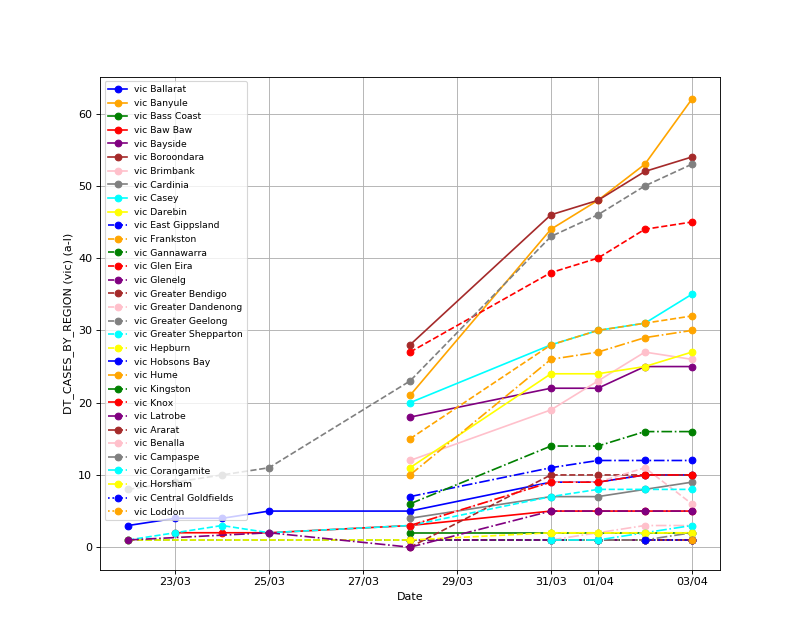 vic Ballarat
vic Banyule
vic Bass Coast
vic Baw Baw
vic Bayside
vic Boroondara
vic Brimbank
vic Cardinia
vic Casey
vic Darebin
vic East Gippsland
vic Frankston
vic Gannawarra
vic Glen Eira
vic Glenelg
vic Greater Bendigo
vic Greater Dandenong
vic Greater Geelong
vic Greater Shepparton
vic Hepburn
vic Hobsons Bay
vic Hume
vic Kingston
vic Knox
vic Latrobe
vic Ararat
vic Benalla
vic Campaspe
vic Corangamite
vic Horsham
vic Central Goldfields
vic Loddon
60
50
40
30
20
10
0
DT_CASES_BY_REGION (vic) (a-l)
23/03 25/03 27/03 29/03 31/03 01/04 03/04
Date